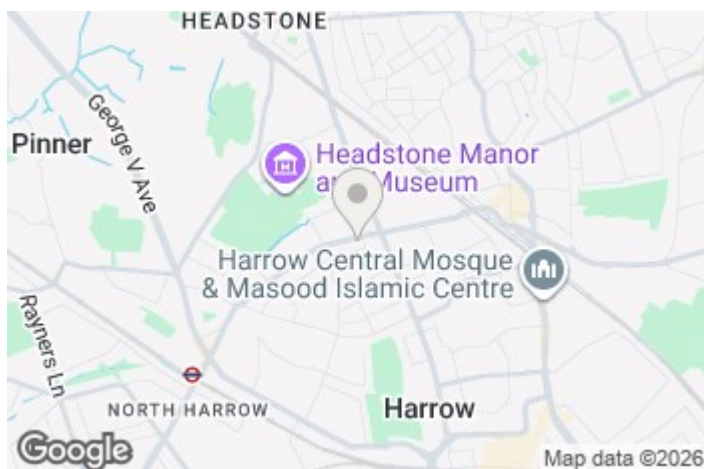 HEADSTONE
George V Ave
Pinner
Headstone Manor
and Museum
Harrow Central Mosque
& Masood Islamic Centre
Rayners Ln
NORTH HARROW
Harrow
Google
Map data ©2026